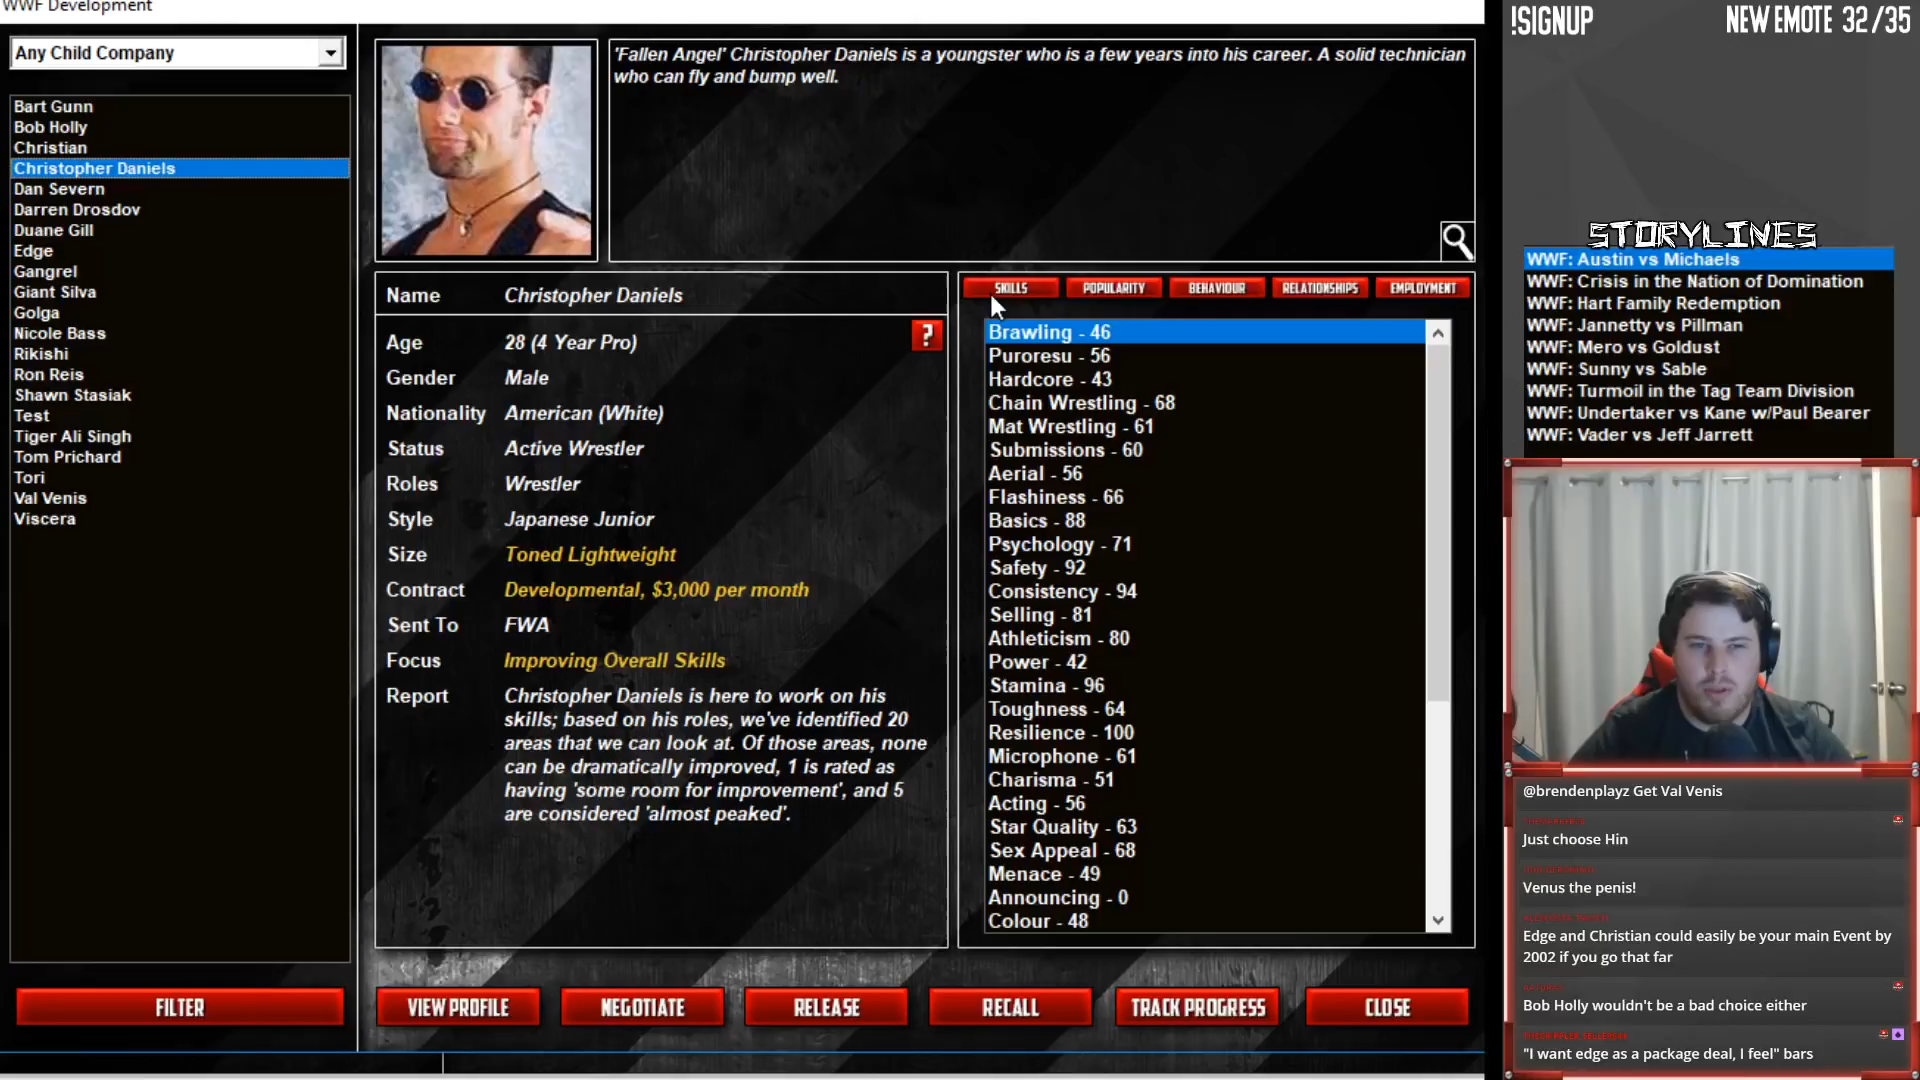 WWF Development
Any Child Company
Bart Gunn
Bob Holly
Christian
Christopher Daniels
Dan Severn
Darren Drosdov
Duane Gill
Edge
Gangrel
Giant Silva
Golga
Nicole Bass
Rikishi
Ron Reis
Shawn Stasiak
Test
Tiger Ali Singh
Tom Prichard
Tori
Val Venis
Viscera
FILTER
'Fallen Angel' Christopher Daniels is a youngster who is a few years into his career. A solid technician
who can fly and bump well.
Name Christopher Daniels
?
Age 28 (4 Year Pro)
Gender Male
Nationality American (White)
Status Active Wrestler
Roles Wrestler
Style Japanese Junior
Size Toned Lightweight
Contract Developmental, $3,000 per month
Sent To FWA
Focus Improving Overall Skills
Report Christopher Daniels is here to work on his
skills; based on his roles, we've identified 20
areas that we can look at. Of those areas, none
can be dramatically improved, 1 is rated as
having 'some room for improvement', and 5
are considered 'almost peaked'.
SKILLS POPULARITY BEHAVIOUR RELATIONSHIPS EMPLOYMENT
Brawling - 46
Puroresu - 56
Hardcore - 43
Chain Wrestling - 68
Mat Wrestling - 61
Submissions - 60
Aerial - 56
Flashiness - 66
Basics - 88
Psychology - 71
Safety - 92
Consistency - 94
Selling - 81
Athleticism - 80
Power - 42
Stamina - 96
Toughness - 64
Resilience - 100
Microphone - 61
Charisma - 51
Acting - 56
Star Quality - 63
Sex Appeal - 68
Menace - 49
Announcing - 0
Colour - 48
VIEW PROFILE NEGOTIATE RELEASE RECALL TRACK PROGRESS CLOSE
!SIGNUP NEW EMOTE 32/35
STORYLINES
WWF: Austin vs Michaels
WWF: Crisis in the Nation of Domination
WWF: Hart Family Redemption
WWF: Jannetty vs Pillman
WWF: Mero vs Goldust
WWF: Sunny vs Sable
WWF: Turmoil in the Tag Team Division
WWF: Undertaker vs Kane w/Paul Bearer
WWF: Vader vs Jeff Jarrett
@brendenplayz Get Val Venis
Just choose Hin
Venus the penis!
Edge and Christian could easily be your main Event by
2002 if you go that far
Bob Holly wouldn't be a bad choice either
"I want edge as a package deal, I feel" bars